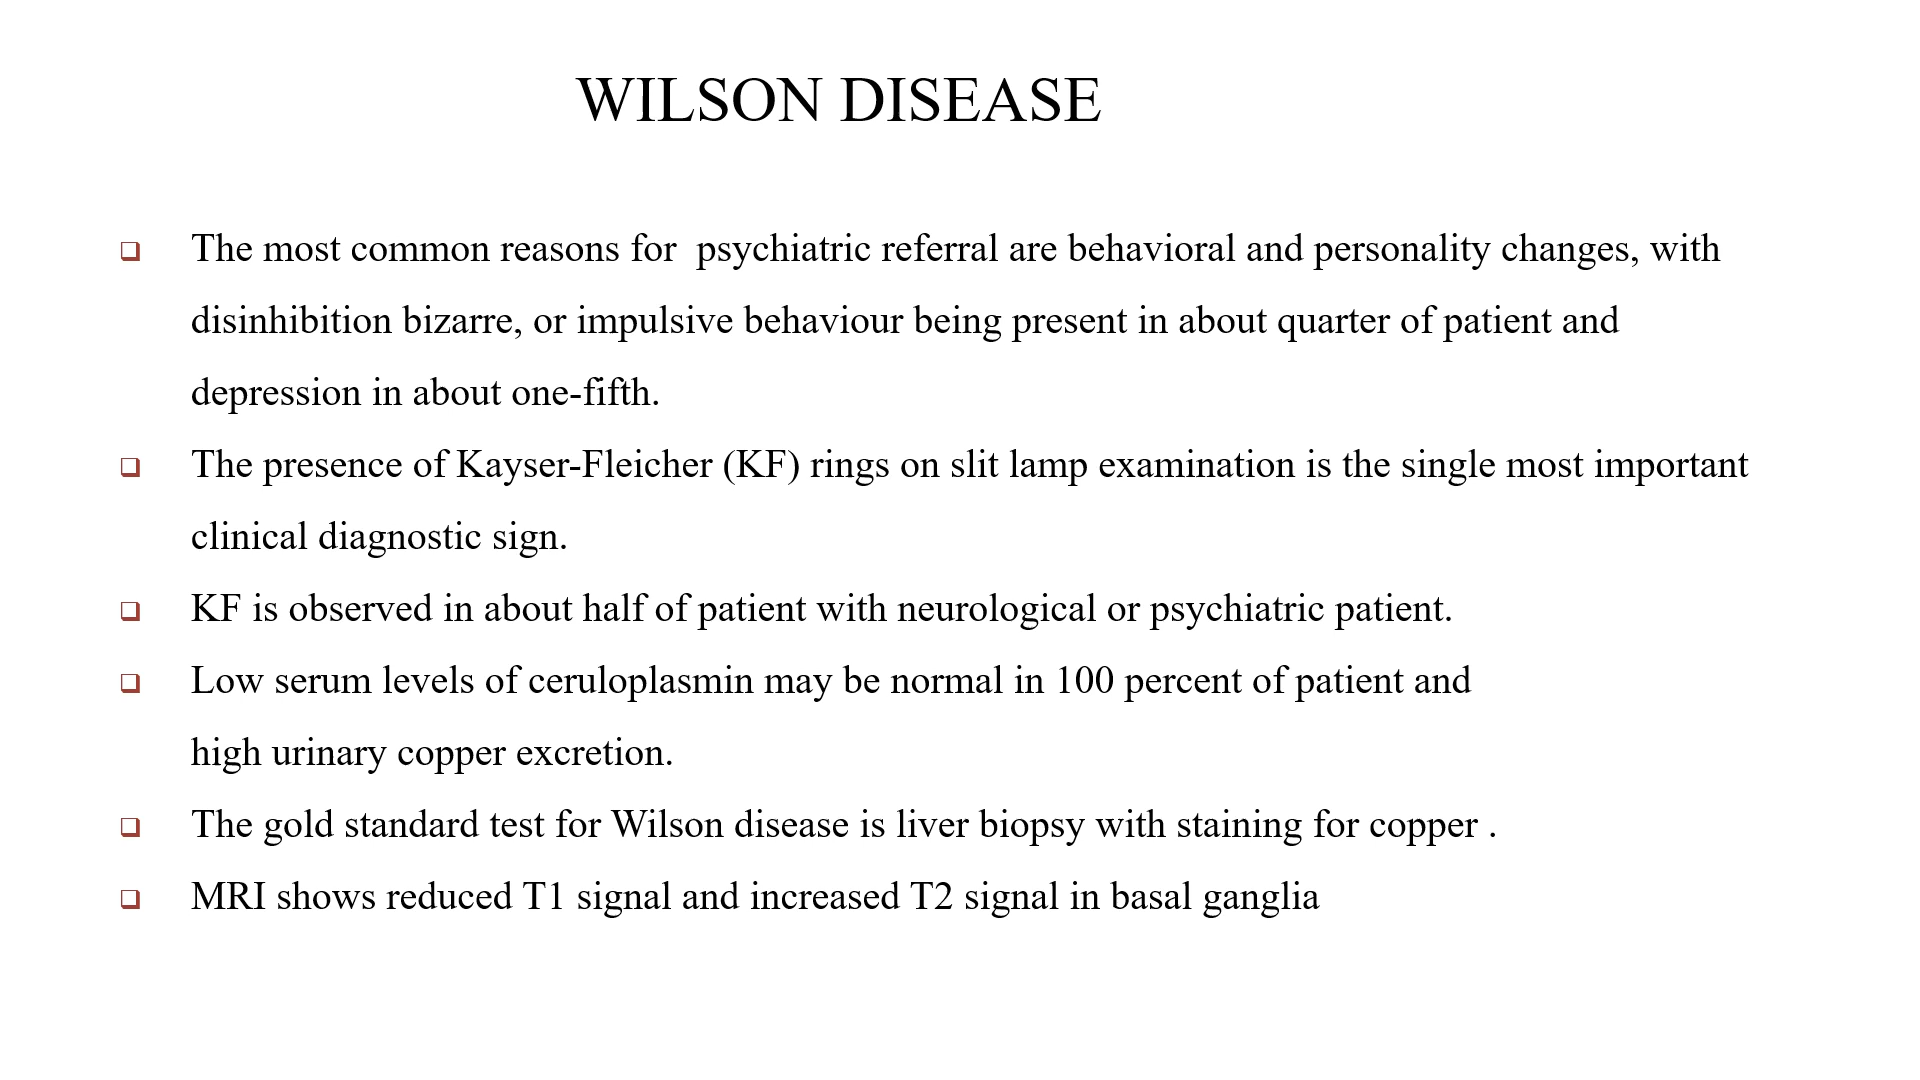 WILSON DISEASE
❑ The most common reasons for  psychiatric referral are behavioral and personality changes, with
disinhibition bizarre, or impulsive behaviour being present in about quarter of patient and
depression in about one-fifth.
❑ The presence of Kayser-Fleicher (KF) rings on slit lamp examination is the single most important
clinical diagnostic sign.
❑ KF is observed in about half of patient with neurological or psychiatric patient.
❑ Low serum levels of ceruloplasmin may be normal in 100 percent of patient and
high urinary copper excretion.
❑ The gold standard test for Wilson disease is liver biopsy with staining for copper .
❑ MRI shows reduced T1 signal and increased T2 signal in basal ganglia